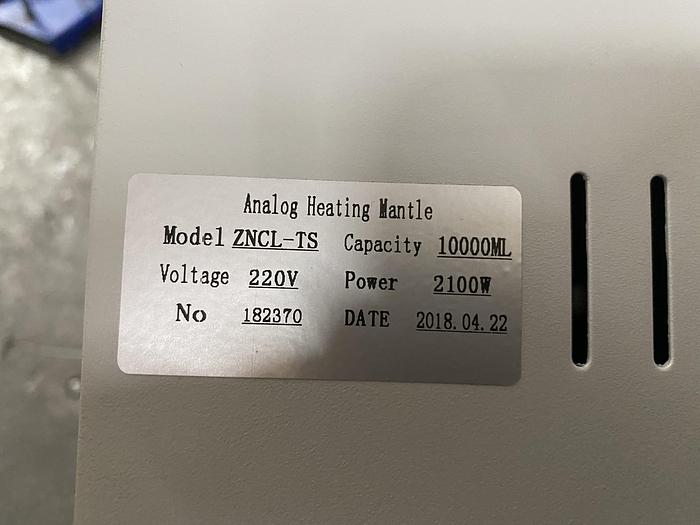 Analog Heating Mantle
Model ZNCL-TS Capacity 10000ML
Voltage 220V Power 2100W
No 182370 DATE 2018.04.22